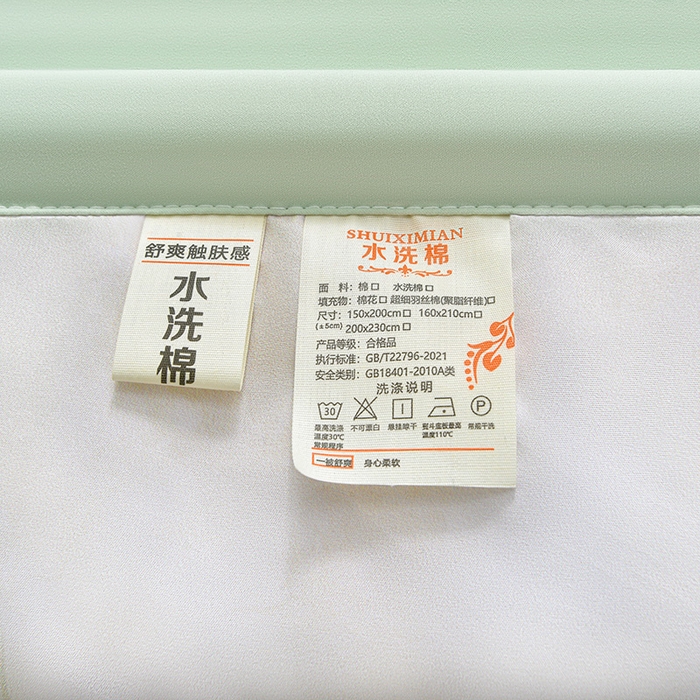 舒爽触肤感
水洗棉
SHUIXIMIAN
水洗棉
面 料: 棉□ 水洗棉□
填充物: 棉花□ 超细羽丝棉(聚脂纤维)□
尺寸: 150x200cm□ 160x210cm□
(±5cm) 200x230cm□
产品等级: 合格品
执行标准: GB/T22796-2021
安全类别: GB18401-2010A类
洗涤说明
30 P
最高洗涤 不可漂白 悬挂晾干 熨斗底板最高 常规干洗
温度30℃ 温度110℃
常规程序
一被舒爽 身心柔软